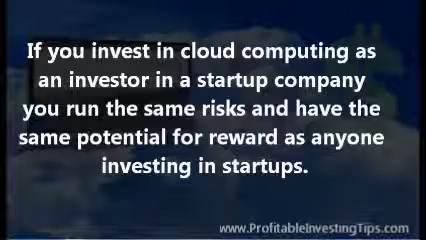 If you invest in cloud computing as
an investor in a startup company
you run the same risks and have the
same potential for reward as anyone
investing in startups.
www.ProfitableInvestingTips.com